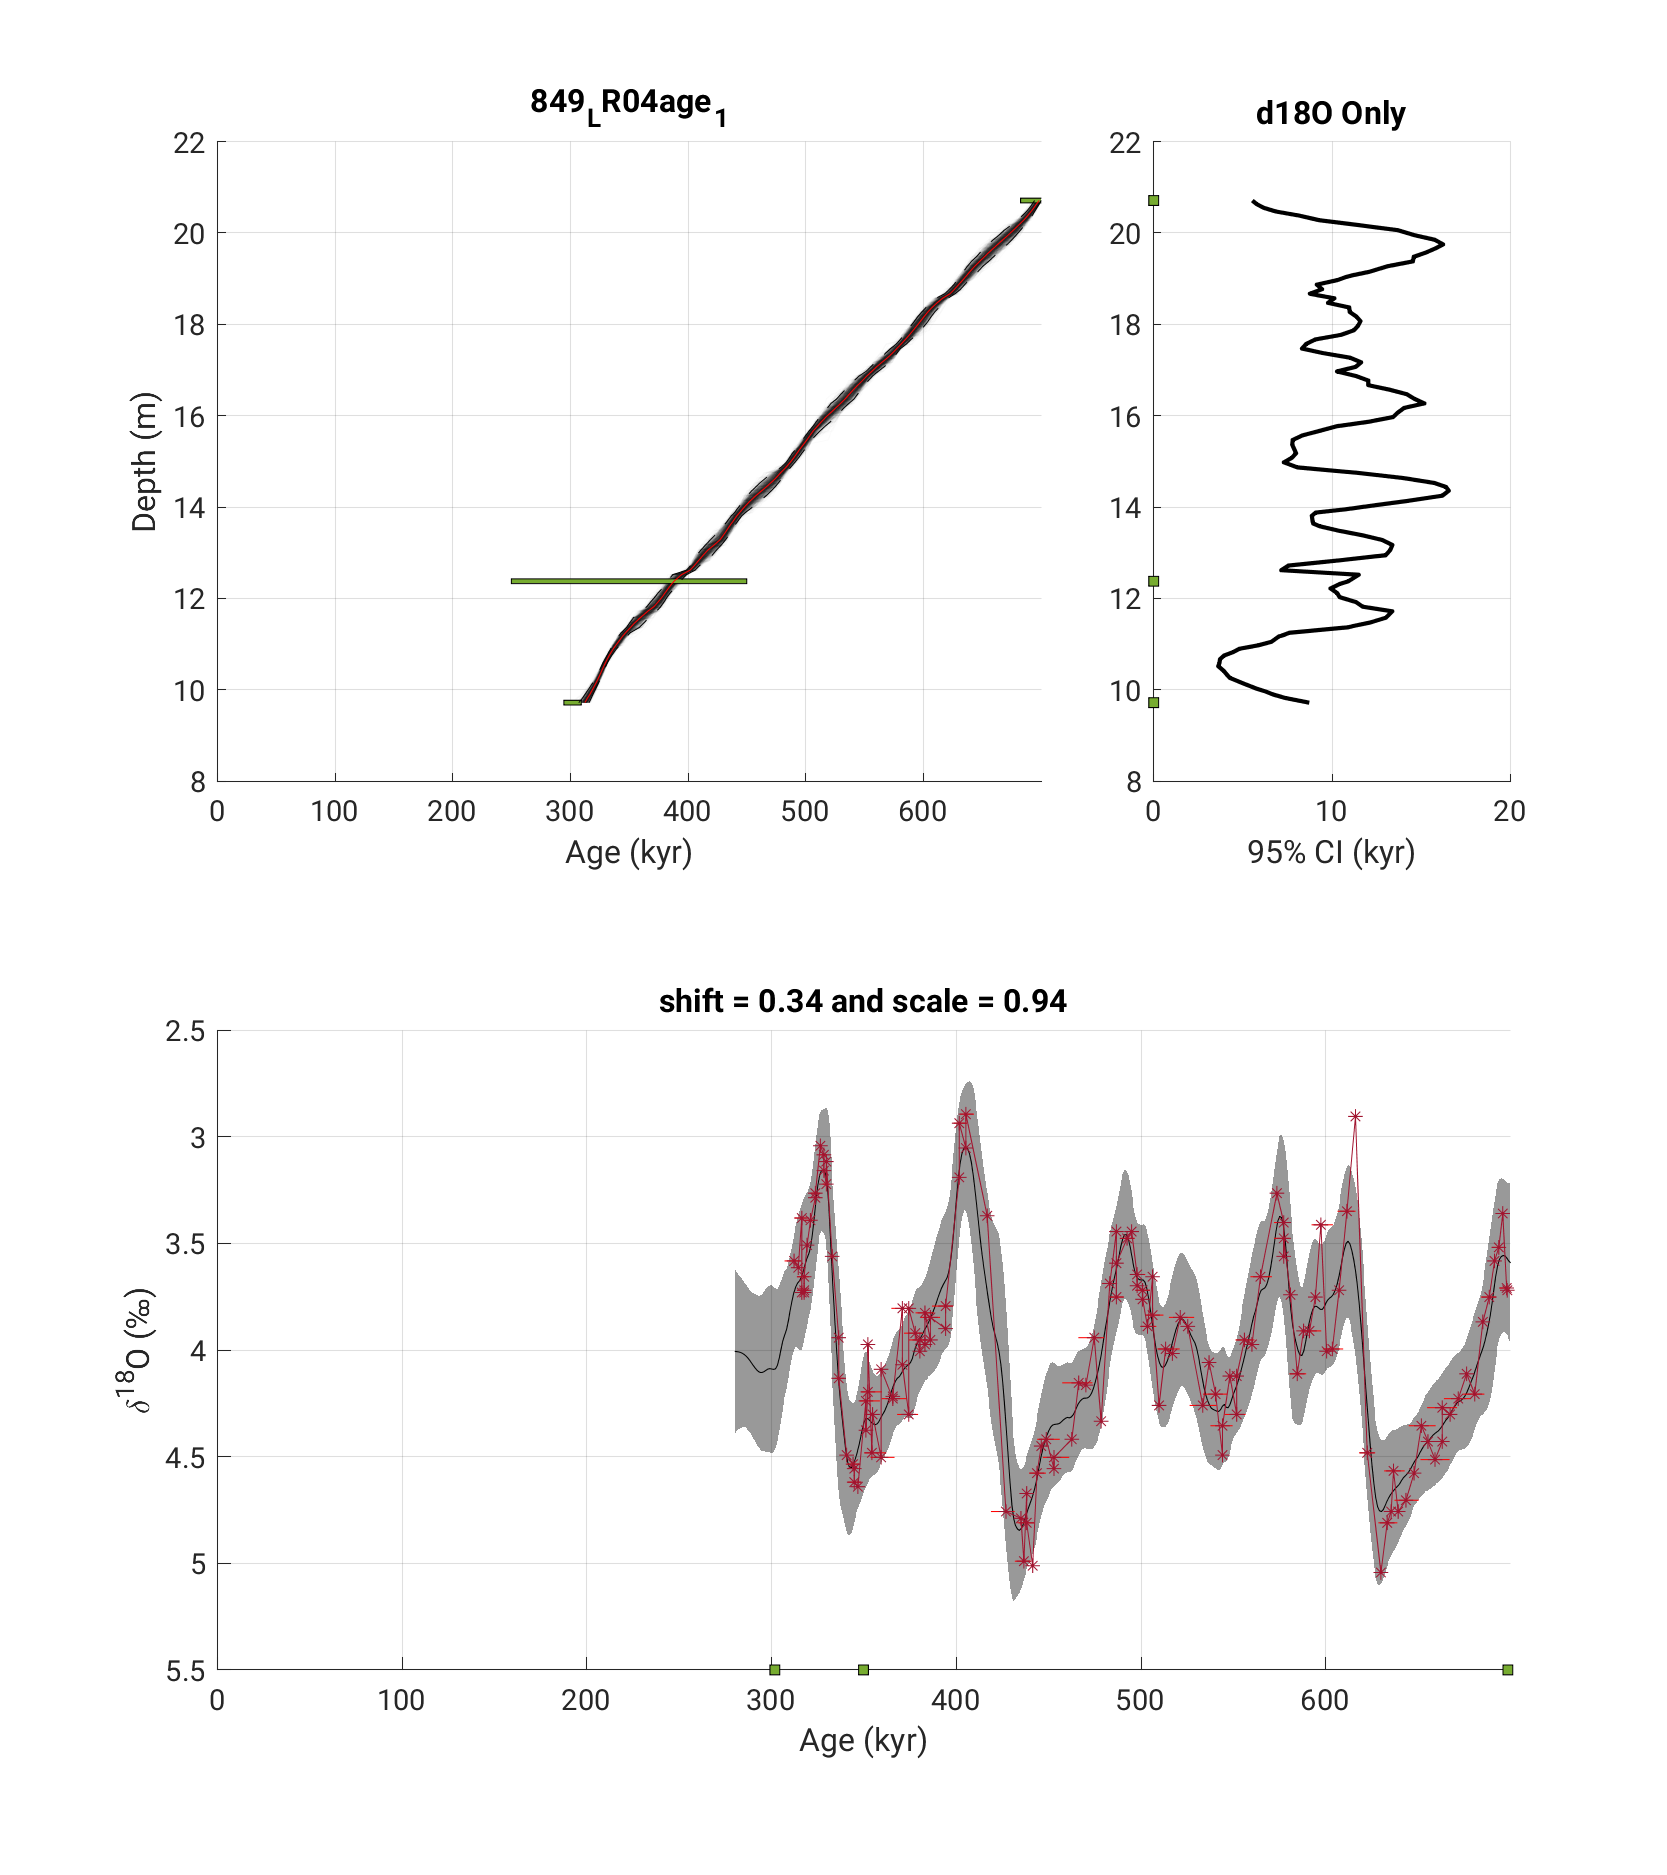 849LR04age1
d18O Only
22
20
18
16
14
12
10
8
Depth (m)
0 100 200 300 400 500 600
Age (kyr)
22
20
18
16
14
12
10
8
0 10 20
95% CI (kyr)
shift = 0.34 and scale = 0.94
2.5
3
3.5
4
4.5
5
5.5
δ18O (‰)
0 100 200 300 400 500 600
Age (kyr)